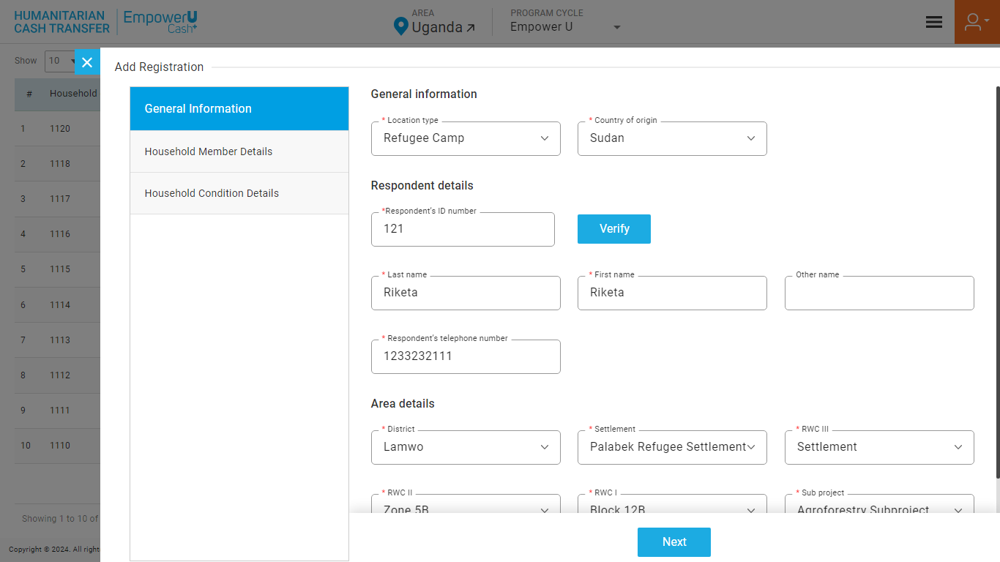 HUMANITARIAN
CASH TRANSFER
EmpowerU
Cash+
AREA
Uganda
PROGRAM CYCLE
Empower U
Show 10
Add Registration
# Household
1 1120
2 1118
3 1117
4 1116
5 1115
6 1114
7 1113
8 1112
9 1111
10 1110
Showing 1 to 10 of
Copyright © 2024. All right
General Information
Household Member Details
Household Condition Details
General information
* Location type
Refugee Camp
* Country of origin
Sudan
Respondent details
*Respondent's ID number
121
Verify
* Last name
Riketa
* First name
Riketa
Other name
* Respondent's telephone number
1233232111
Area details
* District
Lamwo
* Settlement
Palabek Refugee Settlement
* RWC III
Settlement
* RWC II
Zone 5B
* RWC I
Block 12B
* Sub project
Agroforestry Subproject
Next